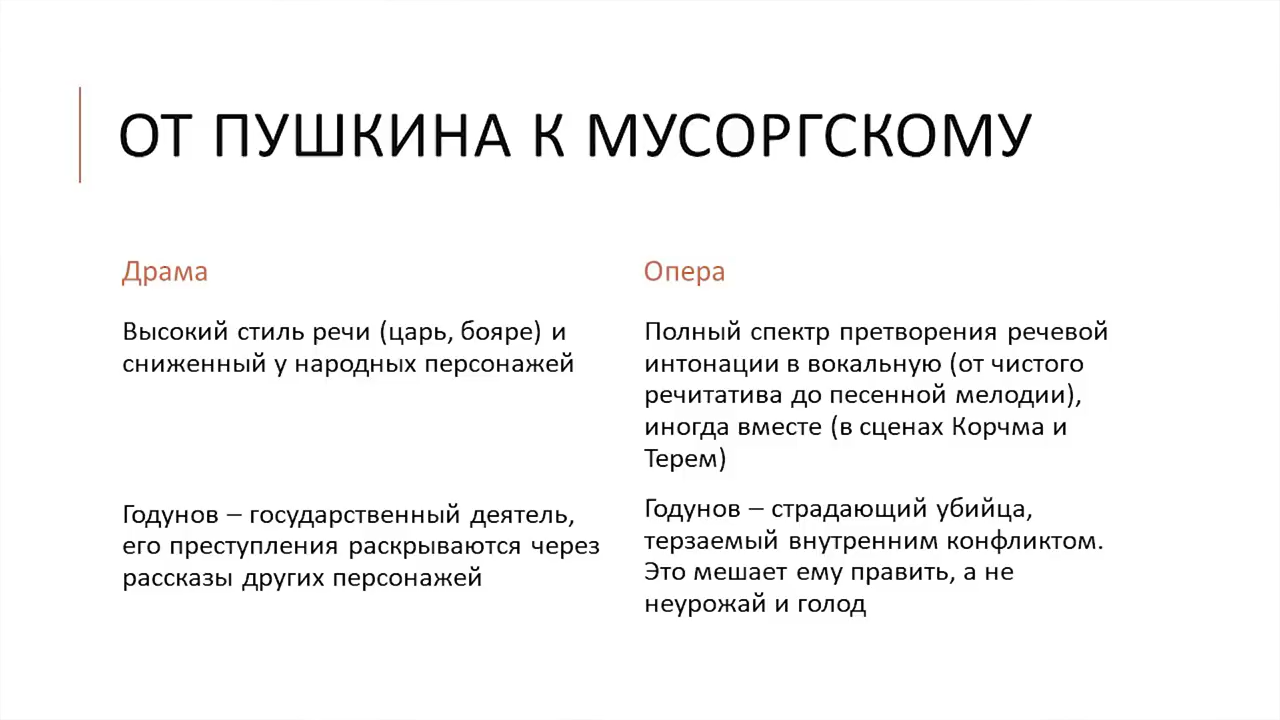 ОТ ПУШКИНА К МУСОРГСКОМУ
Драма
Высокий стиль речи (царь, бояре) и
сниженный у народных персонажей
Годунов – государственный деятель,
его преступления раскрываются через
рассказы других персонажей
Опера
Полный спектр претворения речевой
интонации в вокальную (от чистого
речитатива до песенной мелодии),
иногда вместе (в сценах Корчма и
Терем)
Годунов – страдающий убийца,
терзаемый внутренним конфликтом.
Это мешает ему править, а не
неурожай и голод